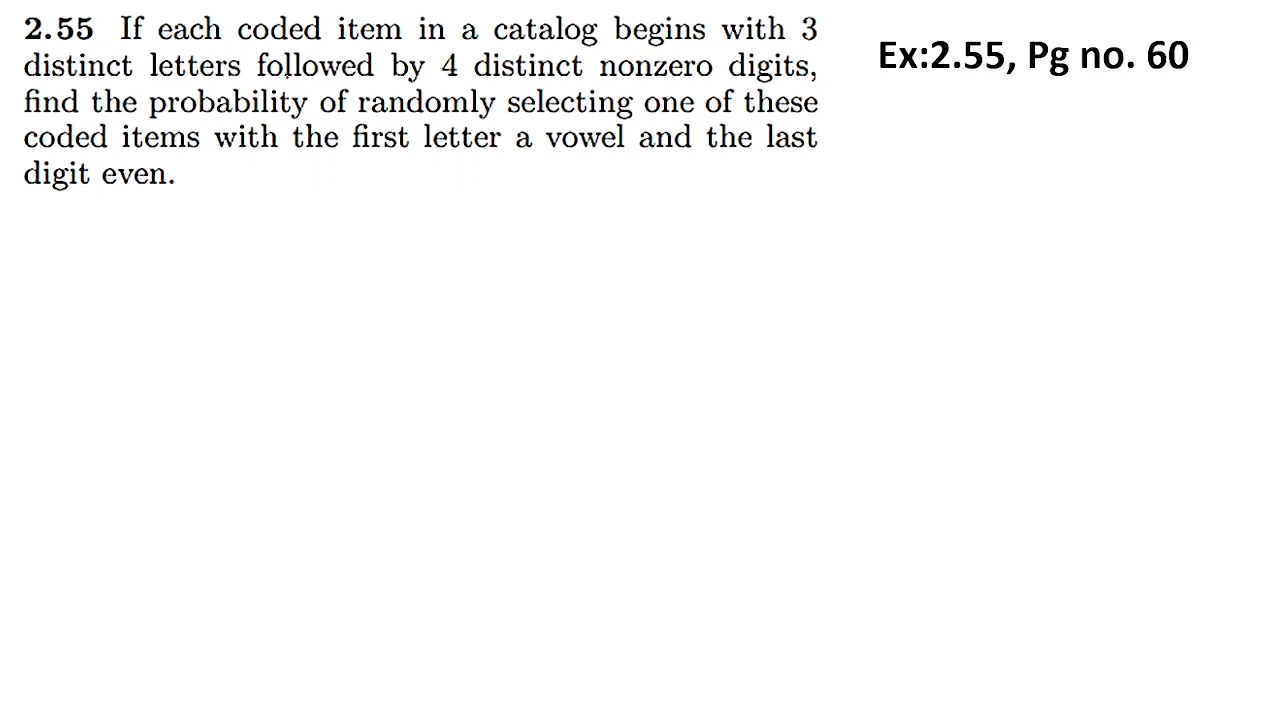 2.55 If each coded item in a catalog begins with 3
distinct letters followed by 4 distinct nonzero digits,
find the probability of randomly selecting one of these
coded items with the first letter a vowel and the last
digit even.
Ex:2.55, Pg no. 60